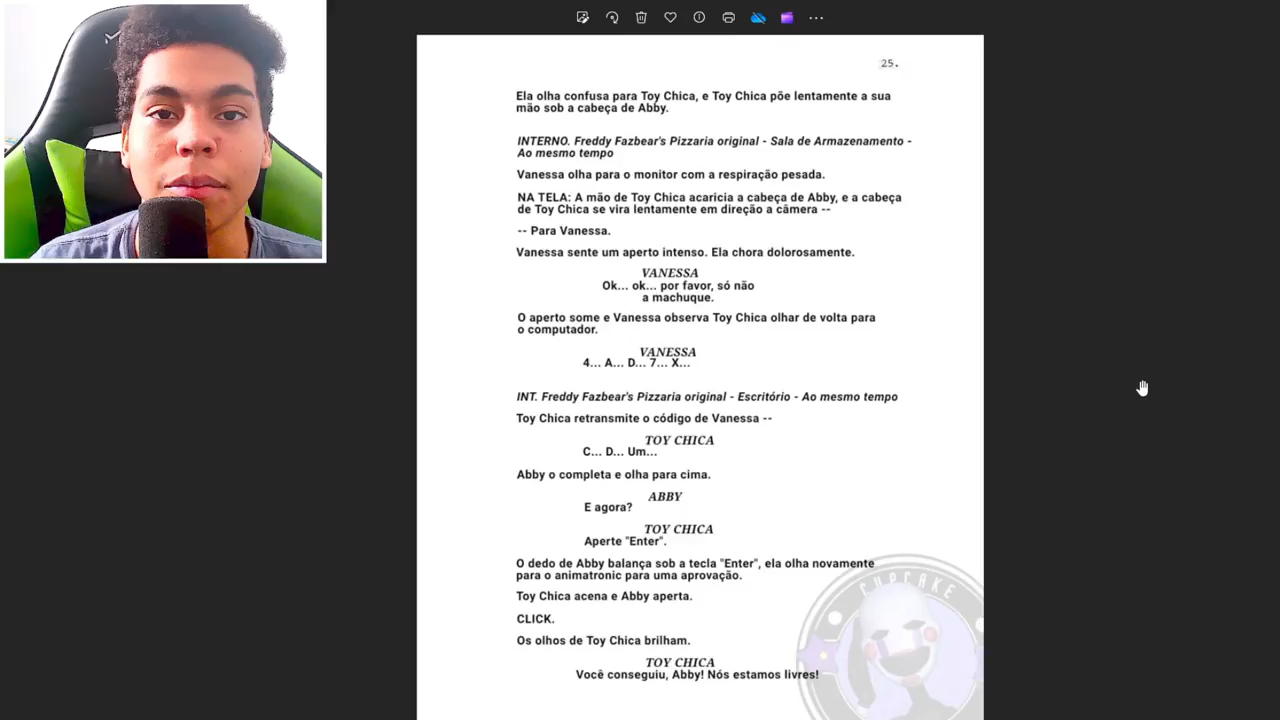 25.
Ela olha confusa para Toy Chica, e Toy Chica põe lentamente a sua
mão sob a cabeça de Abby.
INTERNO. Freddy Fazbear's Pizzaria original - Sala de Armazenamento -
Ao mesmo tempo
Vanessa olha para o monitor com a respiração pesada.
NA TELA: A mão de Toy Chica acaricia a cabeça de Abby, e a cabeça
de Toy Chica se vira lentamente em direção a câmera --
-- Para Vanessa.
Vanessa sente um aperto intenso. Ela chora dolorosamente.
VANESSA
Ok... ok... por favor, só não
a machuque.
O aperto some e Vanessa observa Toy Chica olhar de volta para
o computador.
VANESSA
4... A... D... 7... X...
INT. Freddy Fazbear's Pizzaria original - Escritório - Ao mesmo tempo
Toy Chica retransmite o código de Vanessa --
TOY CHICA
C... D... Um...
Abby o completa e olha para cima.
ABBY
E agora?
TOY CHICA
Aperte "Enter".
O dedo de Abby balança sob a tecla "Enter", ela olha novamente
para o animatronic para uma aprovação.
Toy Chica acena e Abby aperta.
CLICK.
Os olhos de Toy Chica brilham.
TOY CHICA
Você conseguiu, Abby! Nós estamos livres!
CUPCAKE